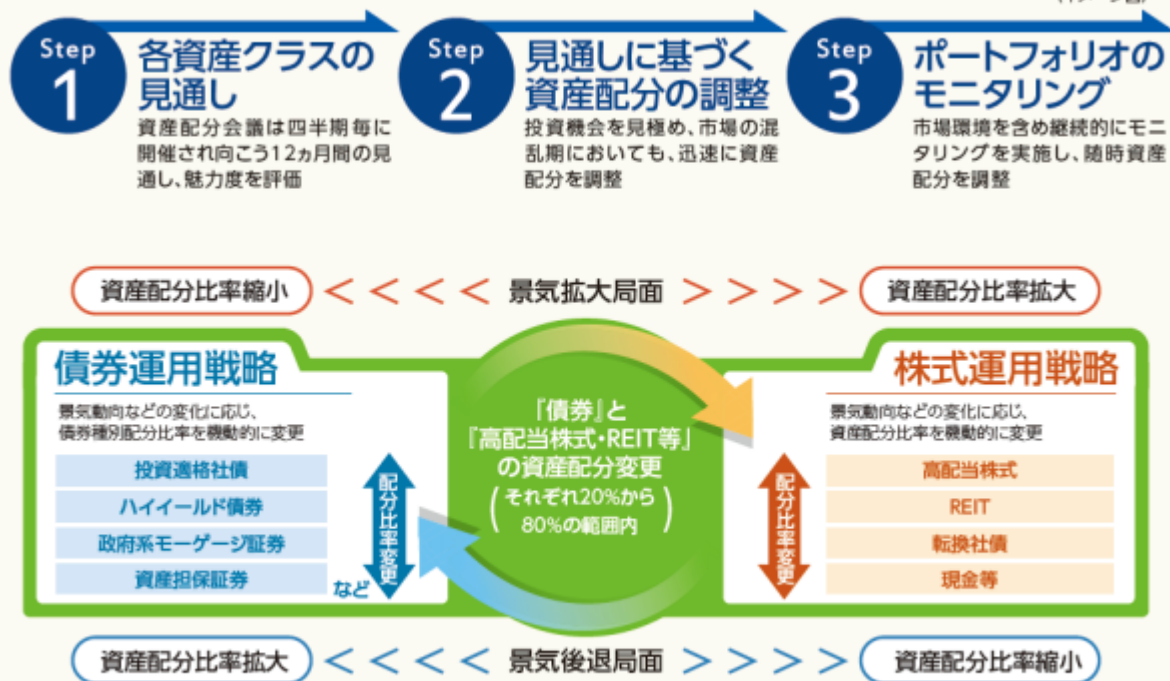 Step
1
各資産クラスの
見通し
資産配分会議は四半期毎に
開催され向こう12ヵ月間の見
通し、魅力度を評価
Step
2
見通しに基づく
資産配分の調整
投資機会を見極め、市場の混
乱期においても、迅速に資産
配分を調整
Step
3
ポートフォリオの
モニタリング
市場環境を含め継続的にモニ
タリングを実施し、随時資産
配分を調整
資産配分比率縮小 < < < < 景気拡大局面 > > > > 資産配分比率拡大
債券運用戦略
景気動向などの変化に応じ、
債券種別配分比率を機動的に変更
投資適格社債
ハイイールド債券
政府系モーゲージ証券
資産担保証券
など
配分比率変更
『債券』と
『高配当株式・REIT等』
の資産配分変更
(それぞれ20%から
80%の範囲内)
株式運用戦略
景気動向などの変化に応じ、
資産配分比率を機動的に変更
配分比率変更
高配当株式
REIT
転換社債
現金等
資産配分比率拡大 < < < < 景気後退局面 > > > > 資産配分比率縮小